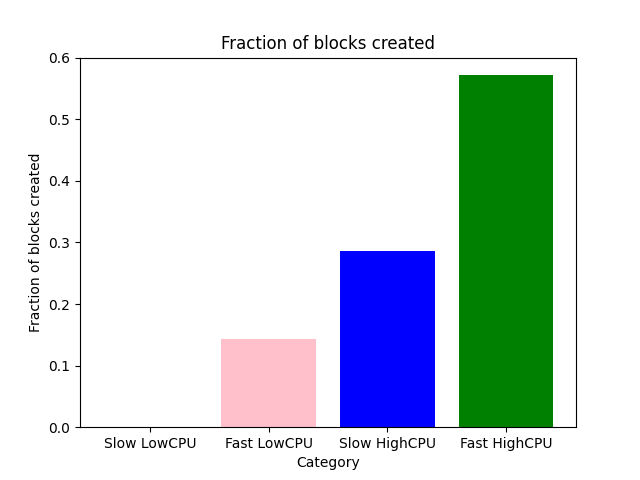 Fraction of blocks created
0.6
0.5
0.4
0.3
0.2
0.1
0.0
Fraction of blocks created
Slow LowCPU
Fast LowCPU
Slow HighCPU
Fast HighCPU
Category